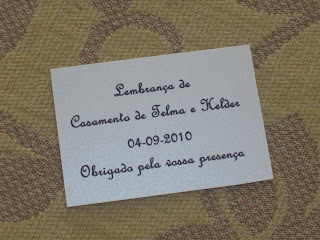 Lembrança de
Casamento de Telma e Helder
04-09-2010
Obrigado pela vossa presença